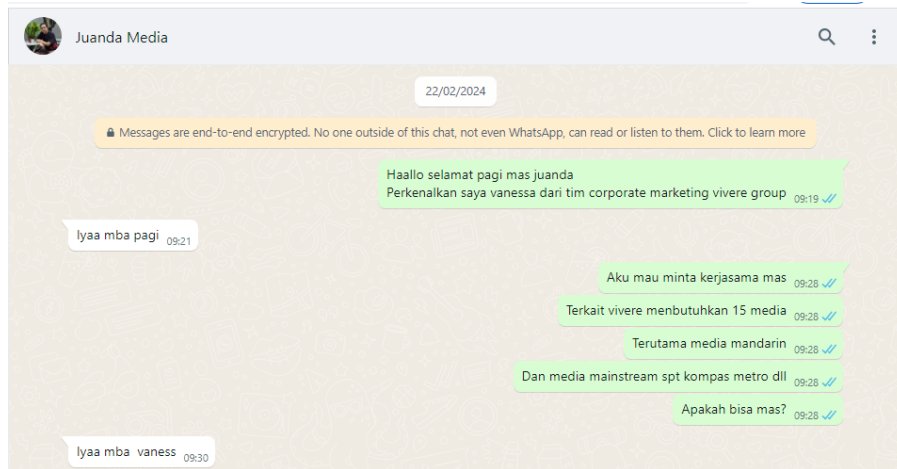 Juanda Media
22/02/2024
Messages are end-to-end encrypted. No one outside of this chat, not even WhatsApp, can read or listen to them. Click to learn more
Haallo selamat pagi mas juanda
Perkenalkan saya vanessa dari tim corporate marketing vivere group 09:19
Iyaa mba pagi 09:21
Aku mau minta kerjasama mas 09:28
Terkait vivere menbutuhkan 15 media 09:28
Terutama media mandarin 09:28
Dan media mainstream spt kompas metro dll 09:28
Apakah bisa mas? 09:28
Iyaa mba vaness 09:30